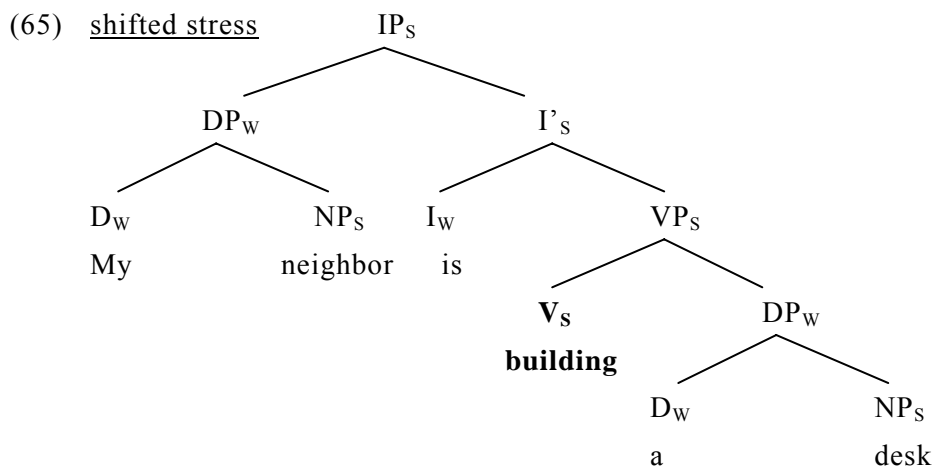 (65) shifted stress IPS
DPW I’S
DW NPS IW VPS
My neighbor is
VS DPW
building
DW NPS
a desk